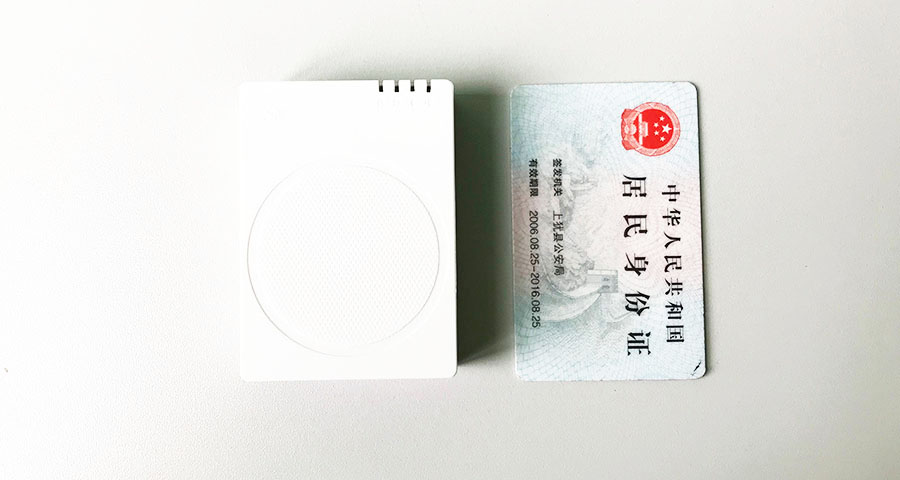 中华人民共和国
居民身份证
签发机关 上犹县公安局
有效期限 2006.08.25-2016.08.25